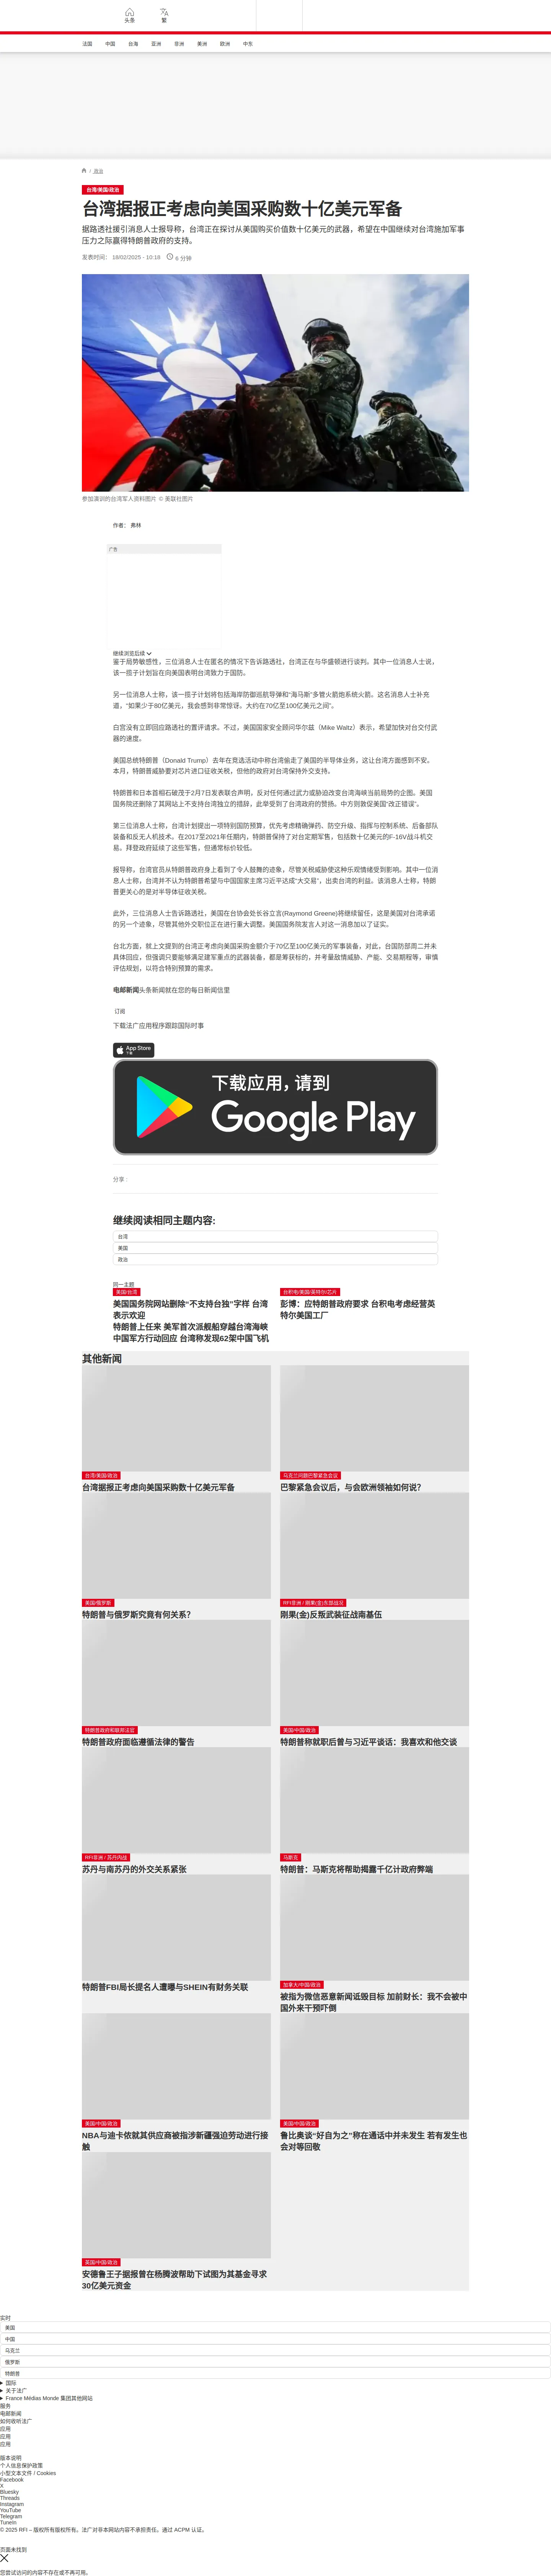 头条
繁
法国 中国 台海 亚洲 非洲 美洲 欧洲 中东
/ 政治
台湾/美国/政治
台湾据报正考虑向美国采购数十亿美元军备
据路透社援引消息人士报导称，台湾正在探讨从美国购买价值数十亿美元的武器，希望在中国继续对台湾施加军事
压力之际赢得特朗普政府的支持。
发表时间： 18/02/2025 - 10:18 6 分钟
参加演训的台湾军人资料图片 © 美联社图片
作者： 弗林
广告
继续浏览后续
鉴于局势敏感性，三位消息人士在匿名的情况下告诉路透社，台湾正在与华盛顿进行谈判。其中一位消息人士说，
该一揽子计划旨在向美国表明台湾致力于国防。
另一位消息人士称，该一揽子计划将包括海岸防御巡航导弹和“海马斯”多管火箭炮系统火箭。这名消息人士补充
道，“如果少于80亿美元，我会感到非常惊讶。大约在70亿至100亿美元之间”。
白宫没有立即回应路透社的置评请求。不过，美国国家安全顾问华尔兹（Mike Waltz）表示，希望加快对台交付武
器的速度。
美国总统特朗普（Donald Trump）去年在竞选活动中称台湾偷走了美国的半导体业务，这让台湾方面感到不安。
本月，特朗普威胁要对芯片进口征收关税，但他的政府对台湾保持外交支持。
特朗普和日本首相石破茂于2月7日发表联合声明，反对任何通过武力或胁迫改变台湾海峡当前局势的企图。美国
国务院还删除了其网站上不支持台湾独立的措辞，此举受到了台湾政府的赞扬。中方则敦促美国“改正错误”。
第三位消息人士称，台湾计划提出一项特别国防预算，优先考虑精确弹药、防空升级、指挥与控制系统、后备部队
装备和反无人机技术。在2017至2021年任期内，特朗普保持了对台定期军售，包括数十亿美元的F-16V战斗机交
易。拜登政府延续了这些军售，但通常标价较低。
报导称，台湾官员从特朗普政府身上看到了令人鼓舞的迹象，尽管关税威胁使这种乐观情绪受到影响。其中一位消
息人士称，台湾并不认为特朗普希望与中国国家主席习近平达成“大交易”，出卖台湾的利益。该消息人士称，特朗
普更关心的是对半导体征收关税。
此外，三位消息人士告诉路透社，美国在台协会处长谷立言(Raymond Greene)将继续留任，这是美国对台湾承诺
的另一个迹象，尽管其他外交职位正在进行重大调整。美国国务院发言人对这一消息加以了证实。
台北方面，就上文提到的台湾正考虑向美国采购金额介于70亿至100亿美元的军事装备，对此，台国防部周二并未
具体回应，但强调只要能够满足建军重点的武器装备，都是筹获标的，并考量敌情威胁、产能、交易期程等，审慎
评估规划，以符合特别预算的需求。
电邮新闻头条新闻就在您的每日新闻信里
订阅
下载法广应用程序跟踪国际时事
App Store
下载
下载应用，请到
Google Play
分享 :
继续阅读相同主题内容:
台湾
美国
政治
同一主题
美国/台湾
美国国务院网站删除“不支持台独”字样 台湾
表示欢迎
特朗普上任来 美军首次派舰船穿越台湾海峡
中国军方行动回应 台湾称发现62架中国飞机
台积电/美国/英特尔/芯片
彭博：应特朗普政府要求 台积电考虑经营英
特尔美国工厂
其他新闻
台湾/美国/政治
台湾据报正考虑向美国采购数十亿美元军备
乌克兰问题巴黎紧急会议
巴黎紧急会议后，与会欧洲领袖如何说？
美国/俄罗斯
特朗普与俄罗斯究竟有何关系？
RFI非洲 / 刚果(金)东部战况
刚果(金)反叛武装征战南基伍
特朗普政府和联邦法官
特朗普政府面临遵循法律的警告
美国/中国/政治
特朗普称就职后曾与习近平谈话：我喜欢和他交谈
RFI非洲 / 苏丹内战
苏丹与南苏丹的外交关系紧张
马斯克
特朗普：马斯克将帮助揭露千亿计政府弊端
特朗普FBI局长提名人遭曝与SHEIN有财务关联
加拿大/中国/政治
被指为微信恶意新闻诋毁目标 加前财长：我不会被中
国外来干预吓倒
美国/中国/政治
NBA与迪卡侬就其供应商被指涉新疆强迫劳动进行接
触
美国/中国/政治
鲁比奥谈“好自为之”称在通话中并未发生 若有发生也
会对等回敬
英国/中国/政治
安德鲁王子据报曾在杨腾波帮助下试图为其基金寻求
30亿美元资金
实时
美国
中国
乌克兰
俄罗斯
特朗普
国际
关于法广
France Médias Monde 集团其他网站
服务
电邮新闻
如何收听法广
应用
应用
应用
版本说明
个人信息保护政策
小型文本文件 / Cookies
Facebook
X
Bluesky
Threads
Instagram
YouTube
Telegram
TuneIn
© 2025 RFI – 版权所有版权所有。法广对非本网站内容不承担责任。通过 ACPM 认证。
页面未找到
您尝试访问的内容不存在或不再可用。